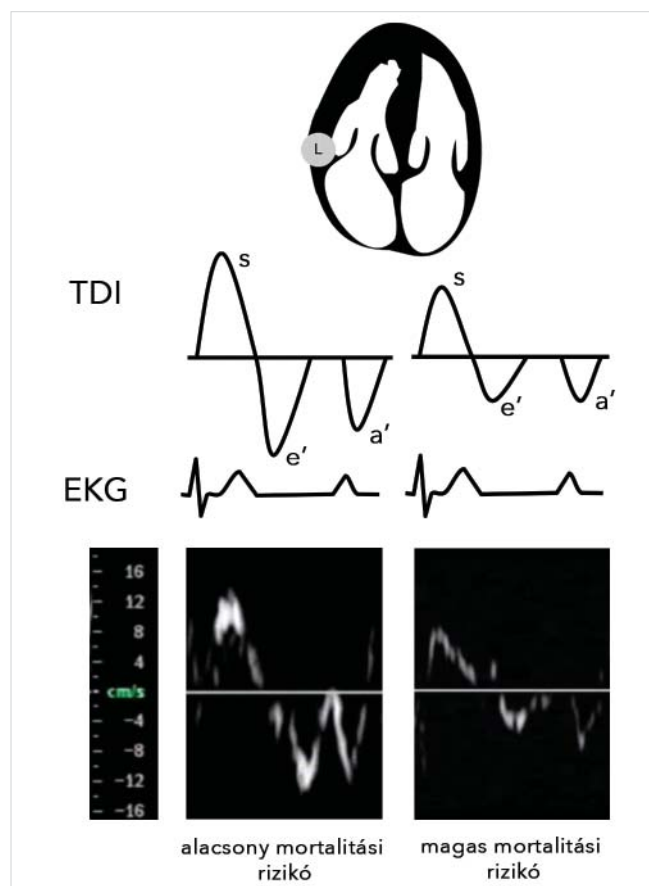 L
TDI
s
e′
a′
s
e′
a′
EKG
16
12
8
4
cm/s
−4
−8
−12
−16
alacsony mortalitási
rizikó
magas mortalitási
rizikó